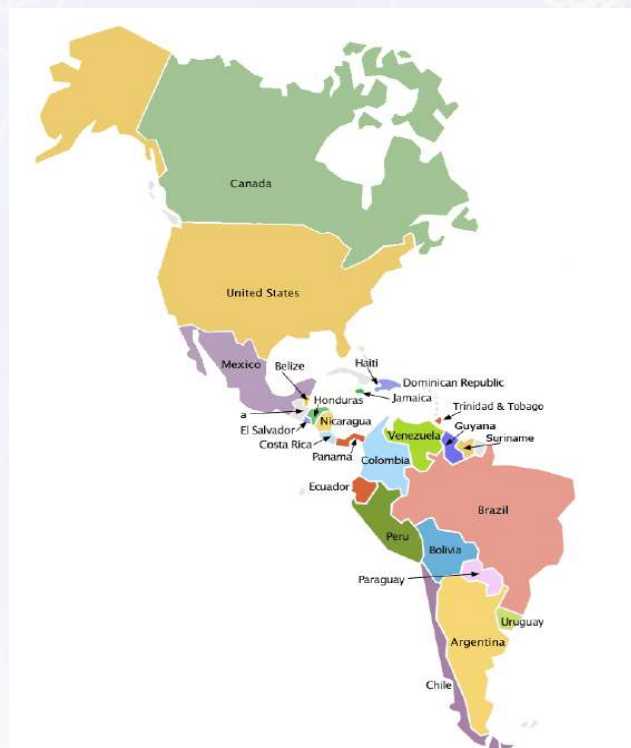 Canada
United States
Mexico
Belize
Haiti
Dominican Republic
Jamaica
Honduras
a
Nicaragua
Trinidad & Tobago
El Salvador
Guyana
Costa Rica
Venezuela
Suriname
Panama
Colombia
Ecuador
Brazil
Peru
Bolivia
Paraguay
Uruguay
Argentina
Chile